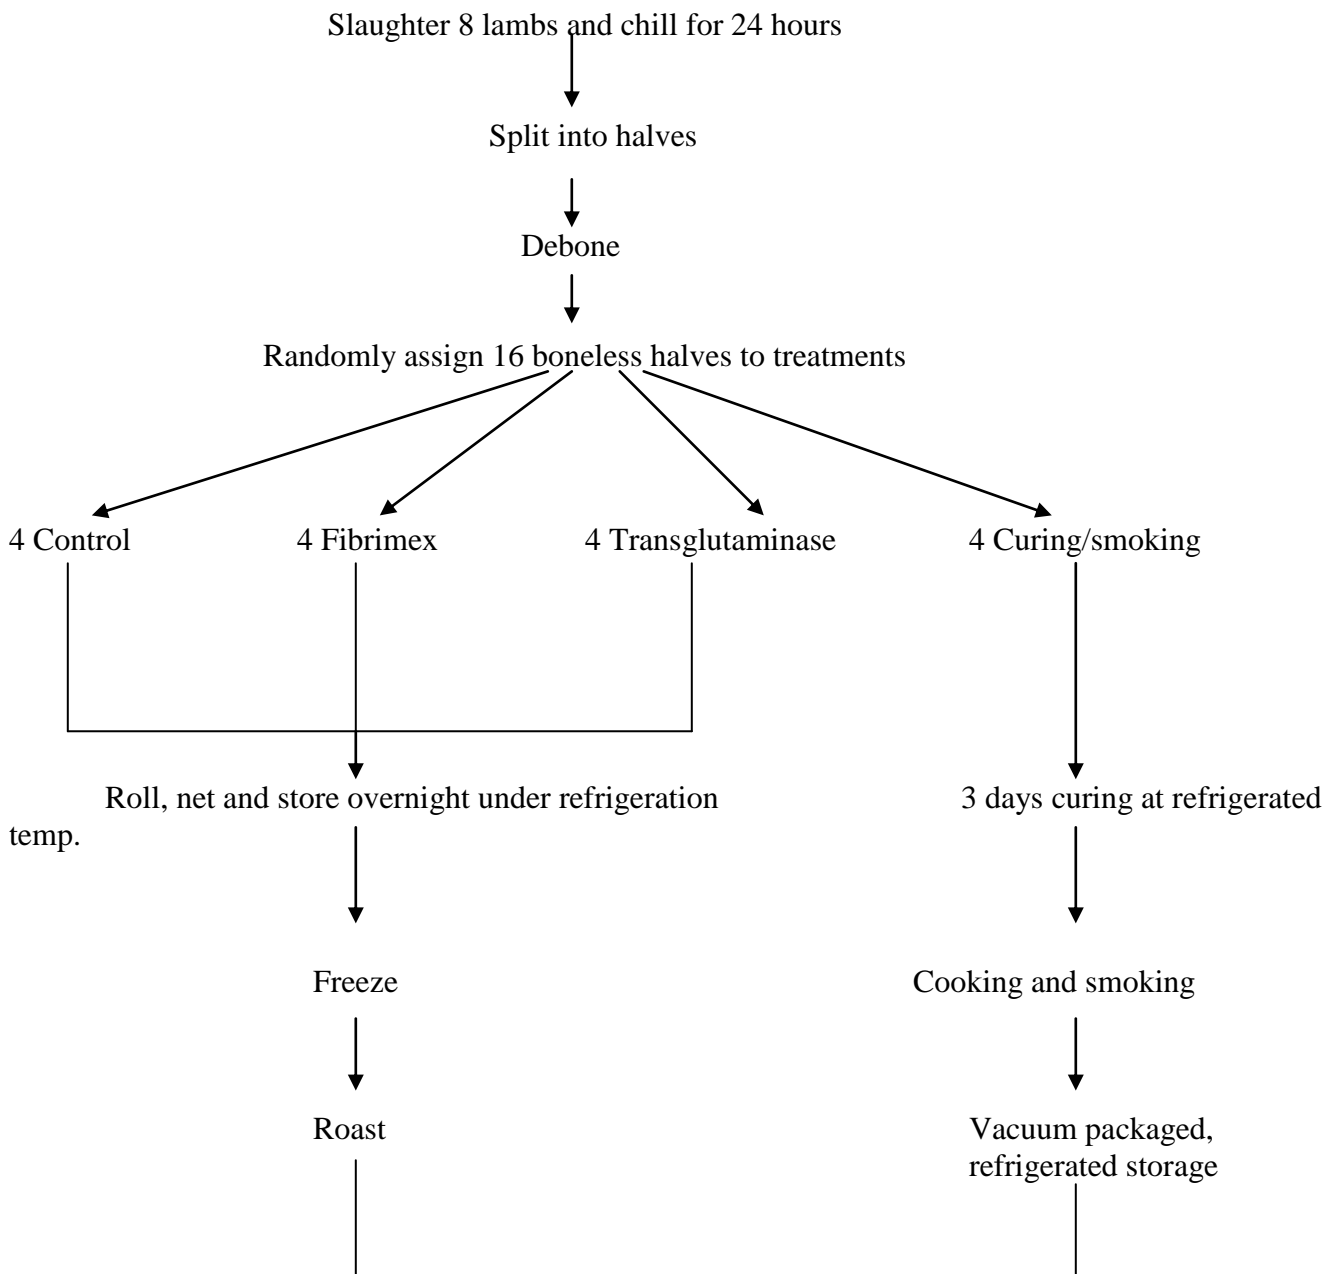 Slaughter 8 lambs and chill for 24 hours
Split into halves
Debone
Randomly assign 16 boneless halves to treatments
4 Control 4 Fibrimex 4 Transglutaminase 4 Curing/smoking
Roll, net and store overnight under refrigeration 3 days curing at refrigerated
temp.
Freeze Cooking and smoking
Roast Vacuum packaged,
refrigerated storage